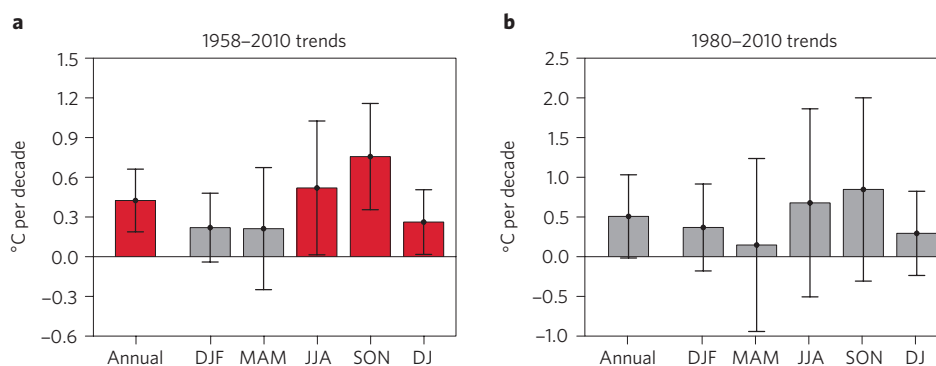 a
1958–2010 trends
°C per decade
1.5
1.2
0.9
0.6
0.3
0.0
–0.3
–0.6
Annual DJF MAM JJA SON DJ
b
1980–2010 trends
°C per decade
2.5
2.0
1.5
1.0
0.5
0.0
–0.5
–1.0
Annual DJF MAM JJA SON DJ